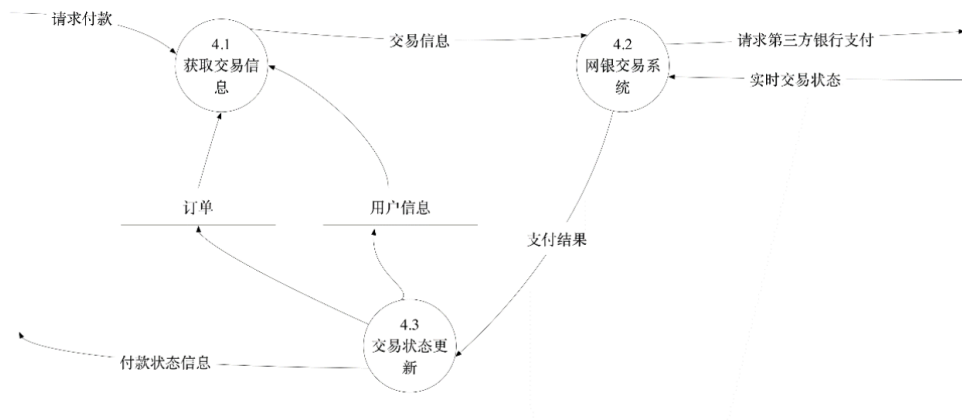 请求付款
4.1
获取交易信
息
交易信息
4.2
网银交易系
统
请求第三方银行支付
实时交易状态
订单
用户信息
支付结果
4.3
交易状态更
新
付款状态信息